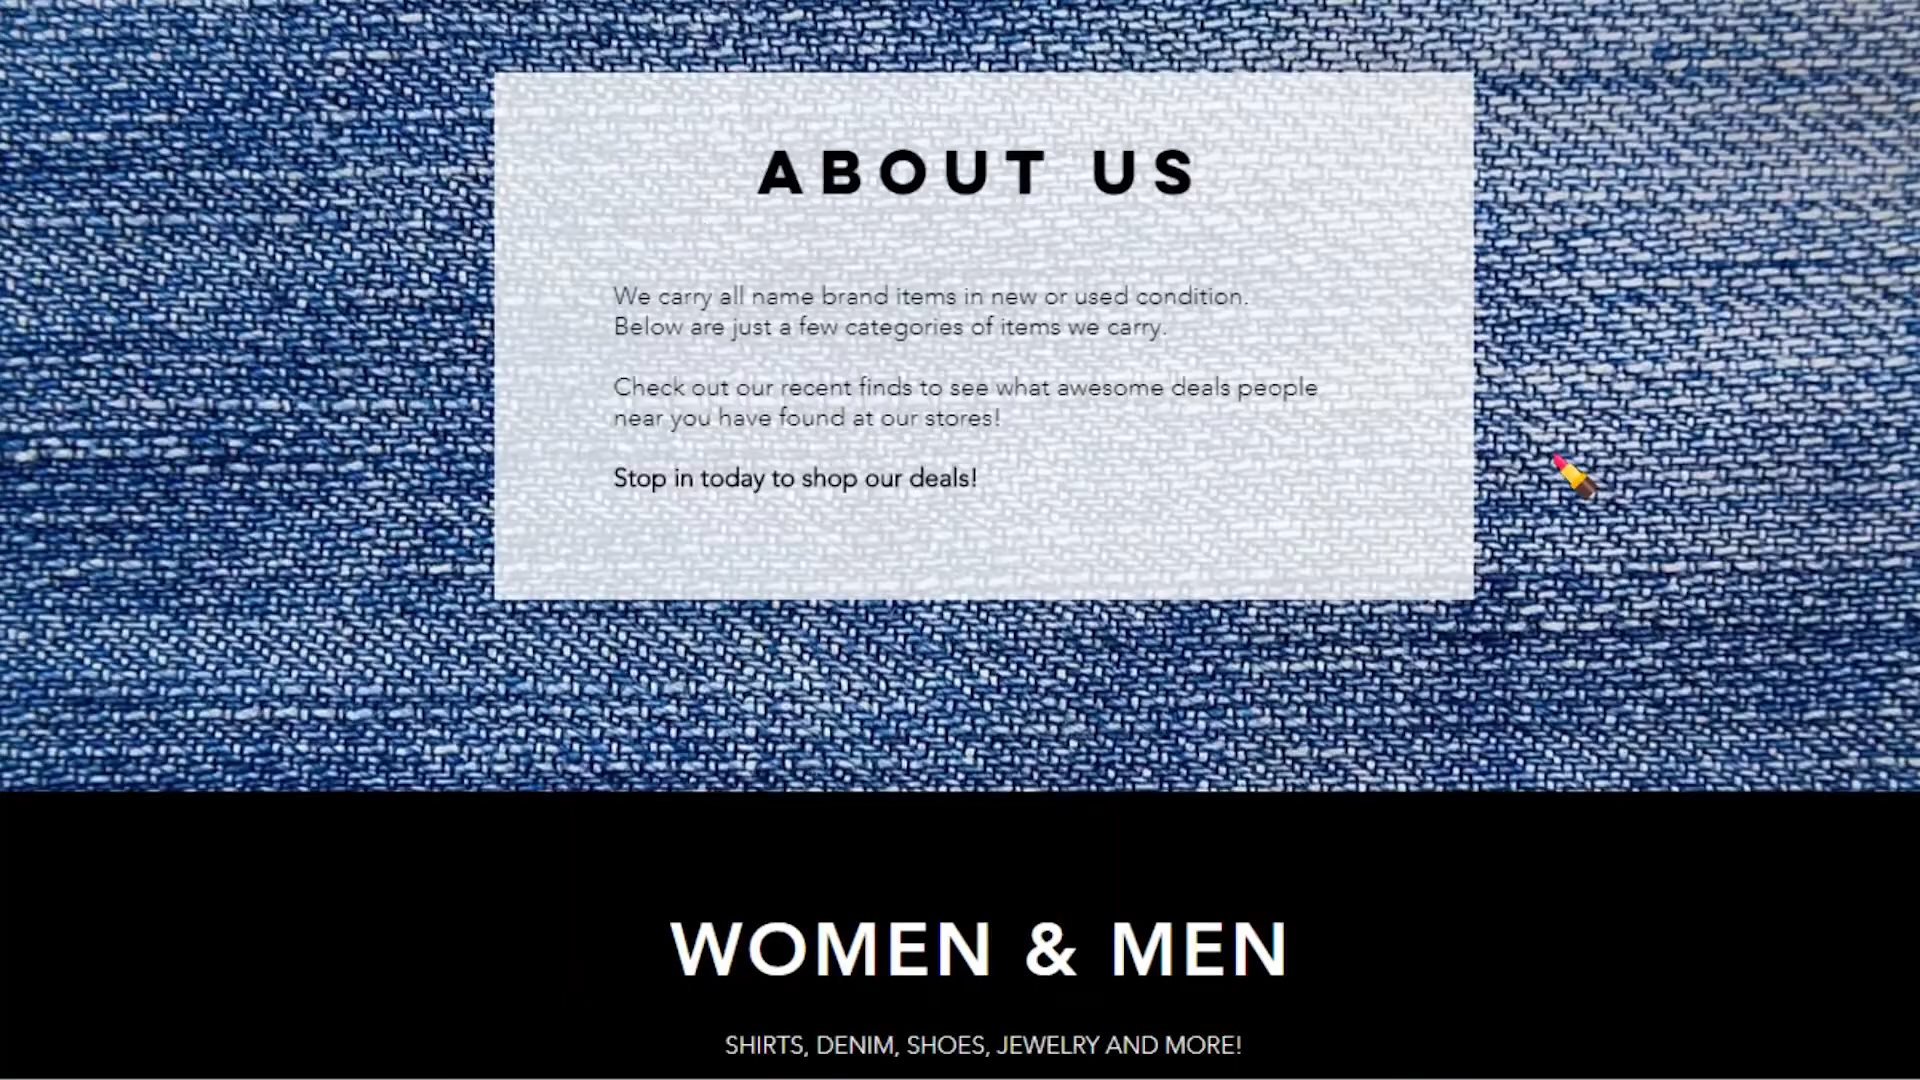 ABOUT US
We carry all name brand items in new or used condition.
Below are just a few categories of items we carry.
Check out our recent finds to see what awesome deals people
near you have found at our stores!
Stop in today to shop our deals!
WOMEN & MEN
SHIRTS, DENIM, SHOES, JEWELRY AND MORE!